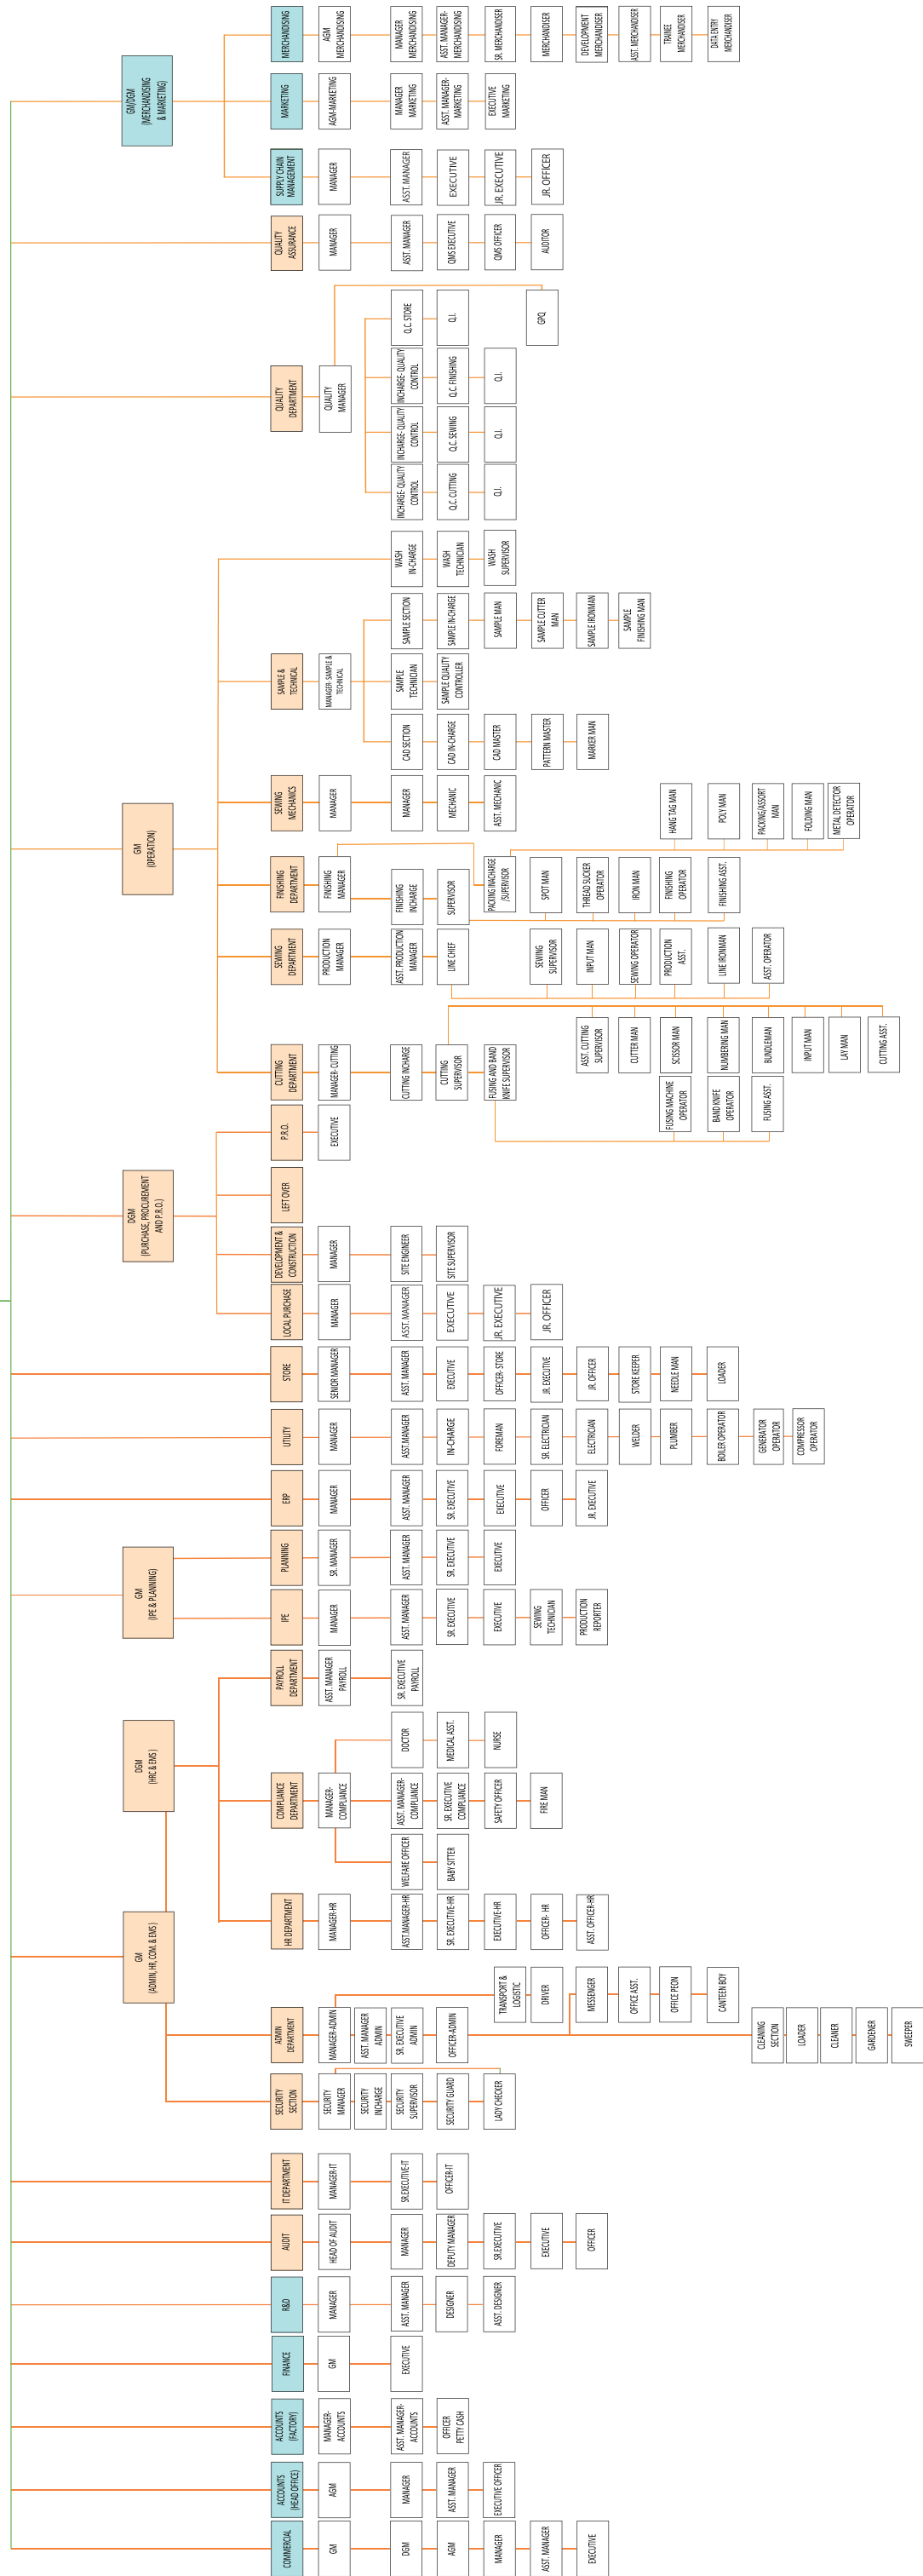 GM/DGM
(MERCHANDISING
& MARKETING)
MERCHANDISING
AGM
MERCHANDISING
MANAGER
MERCHANDISING
ASST. MANAGER-
MERCHANDISING
SR. MERCHANDISER
MERCHANDISER
DEVELOPMENT
MERCHANDISER
ASST. MERCHANDISER
TRAINEE
MERCHANDISER
DATA ENTRY
MERCHANDISER
MARKETING
AGM-MARKETING
MANAGER
MARKETING
ASST. MANAGER-
MARKETING
EXECUTIVE
MARKETING
SUPPLY CHAIN
MANAGEMENT
MANAGER
ASST. MANAGER
EXECUTIVE
JR. EXECUTIVE
JR. OFFICER
QUALITY
ASSURANCE
MANAGER
ASST. MANAGER
QMS EXECUTIVE
QMS OFFICER
AUDITOR
QUALITY
DEPARTMENT
QUALITY
MANAGER
Q.C. STORE
Q.I.
GPQ
INCHARGE- QUALITY
CONTROL
Q.C. FINISHING
Q.I.
INCHARGE- QUALITY
CONTROL
Q.C. SEWING
Q.I.
INCHARGE- QUALITY
CONTROL
Q.C. CUTTING
Q.I.
GM
(OPERATION)
WASH
IN-CHARGE
WASH
TECHNICIAN
WASH
SUPERVISOR
SAMPLE &
TECHNICAL
MANAGER- SAMPLE &
TECHNICAL
SAMPLE SECTION
SAMPLE IN-CHARGE
SAMPLE MAN
SAMPLE CUTTER
MAN
SAMPLE IRONMAN
SAMPLE
FINISHING MAN
SAMPLE
TECHNICIAN
SAMPLE QUALITY
CONTROLLER
CAD SECTION
CAD IN-CHARGE
CAD MASTER
PATTERN MASTER
MARKER MAN
SEWING
MECHANICS
MANAGER
MANAGER
MECHANIC
ASST. MECHANIC
FINISHING
DEPARTMENT
FINISHING
MANAGER
FINISHING
INCHARGE
SUPERVISOR
PACKING INACHARGE
/SUPERVISOR
HANG TAG MAN
POLY MAN
PACKING/ASSORT
MAN
FOLDING MAN
METAL DETECTOR
OPERATOR
SPOT MAN
THREAD SUCKER
OPERATOR
IRON MAN
FINISHING
OPERATOR
FINISHING ASST.
SEWING
DEPARTMENT
PRODUCTION
MANAGER
ASST. PRODUCTION
MANAGER
LINE CHIEF
SEWING
SUPERVISOR
INPUT MAN
SEWING OPERATOR
PRODUCTION
ASST.
LINE IRONMAN
ASST. OPERATOR
CUTTING
DEPARTMENT
MANAGER- CUTTING
CUTTING INCHARGE
CUTTING
SUPERVISOR
FUSING AND BAND
KNIFE SUPERVISOR
ASST. CUTTING
SUPERVISOR
CUTTER MAN
SCISSOR MAN
NUMBERING MAN
BUNDLEMAN
INPUT MAN
LAY MAN
CUTTING ASST.
FUSING MACHINE
OPERATOR
BAND KNIFE
OPERATOR
FUSING ASST.
DGM
(PURCHASE, PROCUREMENT
AND P.R.O.)
P.R.O.
EXECUTIVE
LEFT OVER
DEVELOPMENT &
CONSTRUCTION
MANAGER
SITE ENGINEER
SITE SUPERVISOR
LOCAL PURCHASE
MANAGER
ASST. MANAGER
EXECUTIVE
JR. EXECUTIVE
JR. OFFICER
STORE
SENIOR MANAGER
ASST. MANAGER
EXECUTIVE
OFFICER- STORE
JR. EXECUTIVE
JR. OFFICER
STORE KEEPER
NEEDLE MAN
LOADER
UTILITY
MANAGER
ASST.MANAGER
IN-CHARGE
FOREMAN
SR. ELECTRICIAN
ELECTRICIAN
WELDER
PLUMBER
BOILER OPERATOR
GENERATOR
OPERATOR
COMPRESSOR
OPERATOR
ERP
MANAGER
ASST. MANAGER
SR. EXECUTIVE
EXECUTIVE
OFFICER
JR. EXECUTIVE
GM
(IPE & PLANNING)
PLANNING
SR. MANAGER
ASST. MANAGER
SR. EXECUTIVE
EXECUTIVE
IPE
MANAGER
ASST. MANAGER
SR. EXECUTIVE
EXECUTIVE
SEWING
TECHNICIAN
PRODUCTION
REPORTER
DGM
(HRC & EMS )
PAYROLL
DEPARTMENT
ASST. MANAGER
PAYROLL
SR. EXECUTIVE
PAYROLL
COMPLIANCE
DEPARTMENT
MANAGER-
COMPLIANCE
DOCTOR
MEDICAL ASST.
NURSE
ASST. MANAGER-
COMPLIANCE
SR. EXECUTIVE
COMPLIANCE
SAFETY OFFICER
FIRE MAN
WELFARE OFFICER
BABY SITTER
HR DEPARTMENT
MANAGER-HR
ASST.MANAGER-HR
SR. EXECUTIVE-HR
EXECUTIVE-HR
OFFICER- HR
ASST. OFFICER-HR
GM
(ADMIN, HR, COM. & EMS )
ADMIN
DEPARTMENT
MANAGER-ADMIN
ASST. MANAGER
ADMIN
SR. EXECUTIVE
ADMIN
OFFICER-ADMIN
TRANSPORT &
LOGISTIC
DRIVER
MESSENGER
OFFICE ASST.
OFFICE PEON
CANTEEN BOY
CLEANING
SECTION
LOADER
CLEANER
GARDENER
SWEEPER
SECURITY
SECTION
SECURITY
MANAGER
SECURITY
INCHARGE
SECURITY
SUPERVISOR
SECURITY GUARD
LADY CHECKER
IT DEPARTMENT
MANAGER-IT
SR.EXECUTIVE-IT
OFFICER-IT
AUDIT
HEAD OF AUDIT
MANAGER
DEPUTY MANAGER
SR.EXECUTIVE
EXECUTIVE
OFFICER
R&D
MANAGER
ASST. MANAGER
DESIGNER
ASST. DESIGNER
FINANCE
GM
EXECUTIVE
ACCOUNTS
(FACTORY)
MANAGER-
ACCOUNTS
ASST. MANAGER-
ACCOUNTS
OFFICER
PETTY CASH
ACCOUNTS
(HEAD OFFICE)
AGM
MANAGER
ASST. MANAGER
EXECUTIVE OFFICER
COMMERCIAL
GM
DGM
AGM
MANAGER
ASST. MANAGER
EXECUTIVE